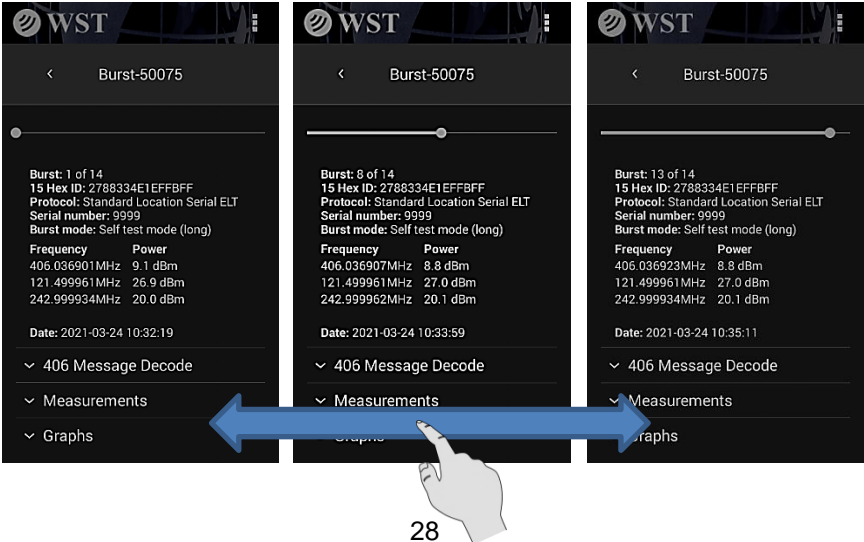 WST
Burst-50075
Burst: 1 of 14
15 Hex ID: 2788334E1EFFBFF
Protocol: Standard Location Serial ELT
Serial number: 9999
Burst mode: Self test mode (long)
Frequency Power
406.036901MHz 9.1 dBm
121.499961MHz 26.9 dBm
242.999934MHz 20.0 dBm
Date: 2021-03-24 10:32:19
406 Message Decode
Measurements
Graphs
WST
Burst-50075
Burst: 8 of 14
15 Hex ID: 2788334E1EFFBFF
Protocol: Standard Location Serial ELT
Serial number: 9999
Burst mode: Self test mode (long)
Frequency Power
406.036907MHz 8.8 dBm
121.499961MHz 27.0 dBm
242.999962MHz 20.1 dBm
Date: 2021-03-24 10:33:59
406 Message Decode
Measurements
Graphs
WST
Burst-50075
Burst: 13 of 14
15 Hex ID: 2788334E1EFFBFF
Protocol: Standard Location Serial ELT
Serial number: 9999
Burst mode: Self test mode (long)
Frequency Power
406.036923MHz 8.8 dBm
121.499961MHz 27.0 dBm
242.999934MHz 20.1 dBm
Date: 2021-03-24 10:35:11
406 Message Decode
Measurements
Graphs
28